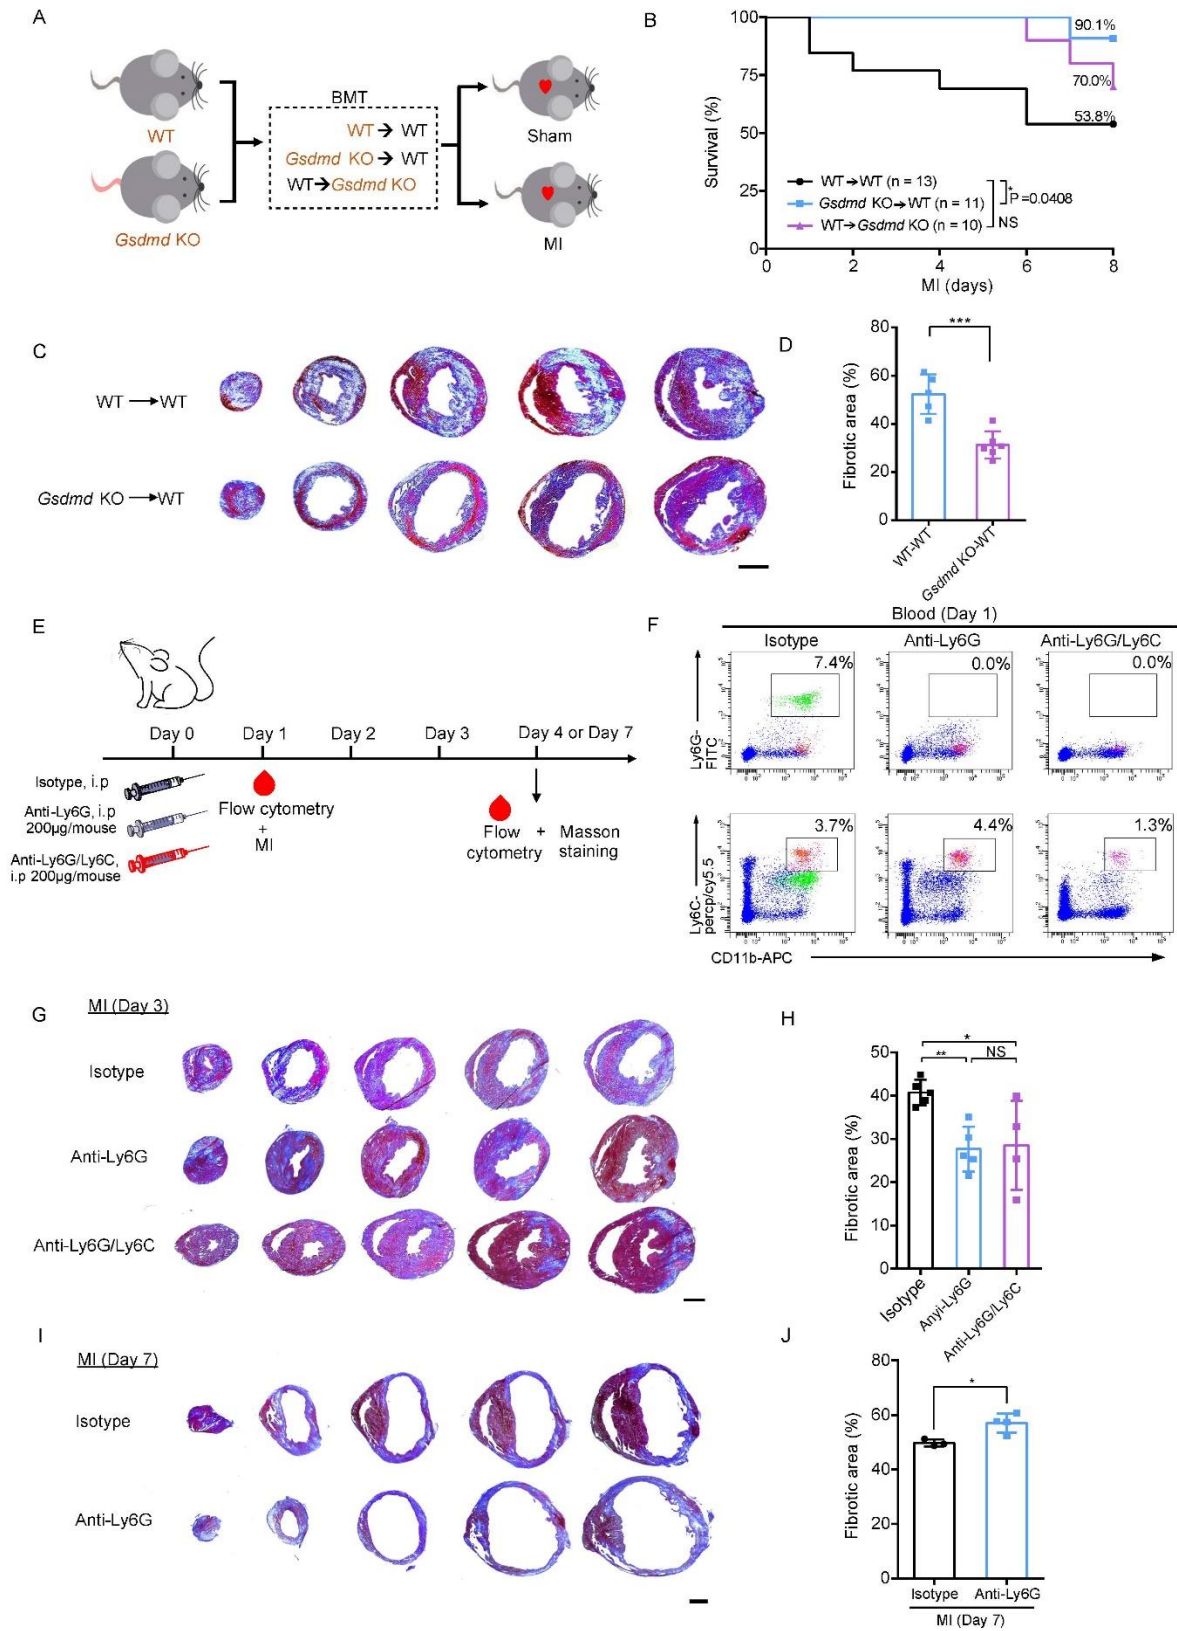 A
WT
Gsdmd KO
BMT
WT → WT
Gsdmd KO → WT
WT → Gsdmd KO
Sham
MI
B
Survival (%)
100
75
50
25
0
0 2 4 6 8
MI (days)
90.1%
70.0%
53.8%
WT → WT (n = 13)
Gsdmd KO → WT (n = 11)
WT → Gsdmd KO (n = 10)
*
P =0.0408
NS
C
WT → WT
Gsdmd KO → WT
D
Fibrotic area (%)
80
60
40
20
0
***
WT-WT
Gsdmd KO-WT
E
Day 0 Day 1 Day 2 Day 3 Day 4 or Day 7
Isotype, i.p
Anti-Ly6G, i.p
200μg/mouse
Anti-Ly6G/Ly6C,
i.p 200μg/mouse
Flow cytometry
+
MI
Flow + Masson
cytometry staining
F
Blood (Day 1)
Isotype Anti-Ly6G Anti-Ly6G/Ly6C
7.4% 0.0% 0.0%
Ly6G-
FITC
3.7% 4.4% 1.3%
Ly6C-
percp/cy5.5
CD11b-APC
G
MI (Day 3)
Isotype
Anti-Ly6G
Anti-Ly6G/Ly6C
H
Fibrotic area (%)
50
40
30
20
10
0
*
** NS
Isotype
Anyi-Ly6G
Anti-Ly6G/Ly6C
I
MI (Day 7)
Isotype
Anti-Ly6G
J
Fibrotic area (%)
80
60
40
20
80
*
Isotype Anti-Ly6G
MI (Day 7)